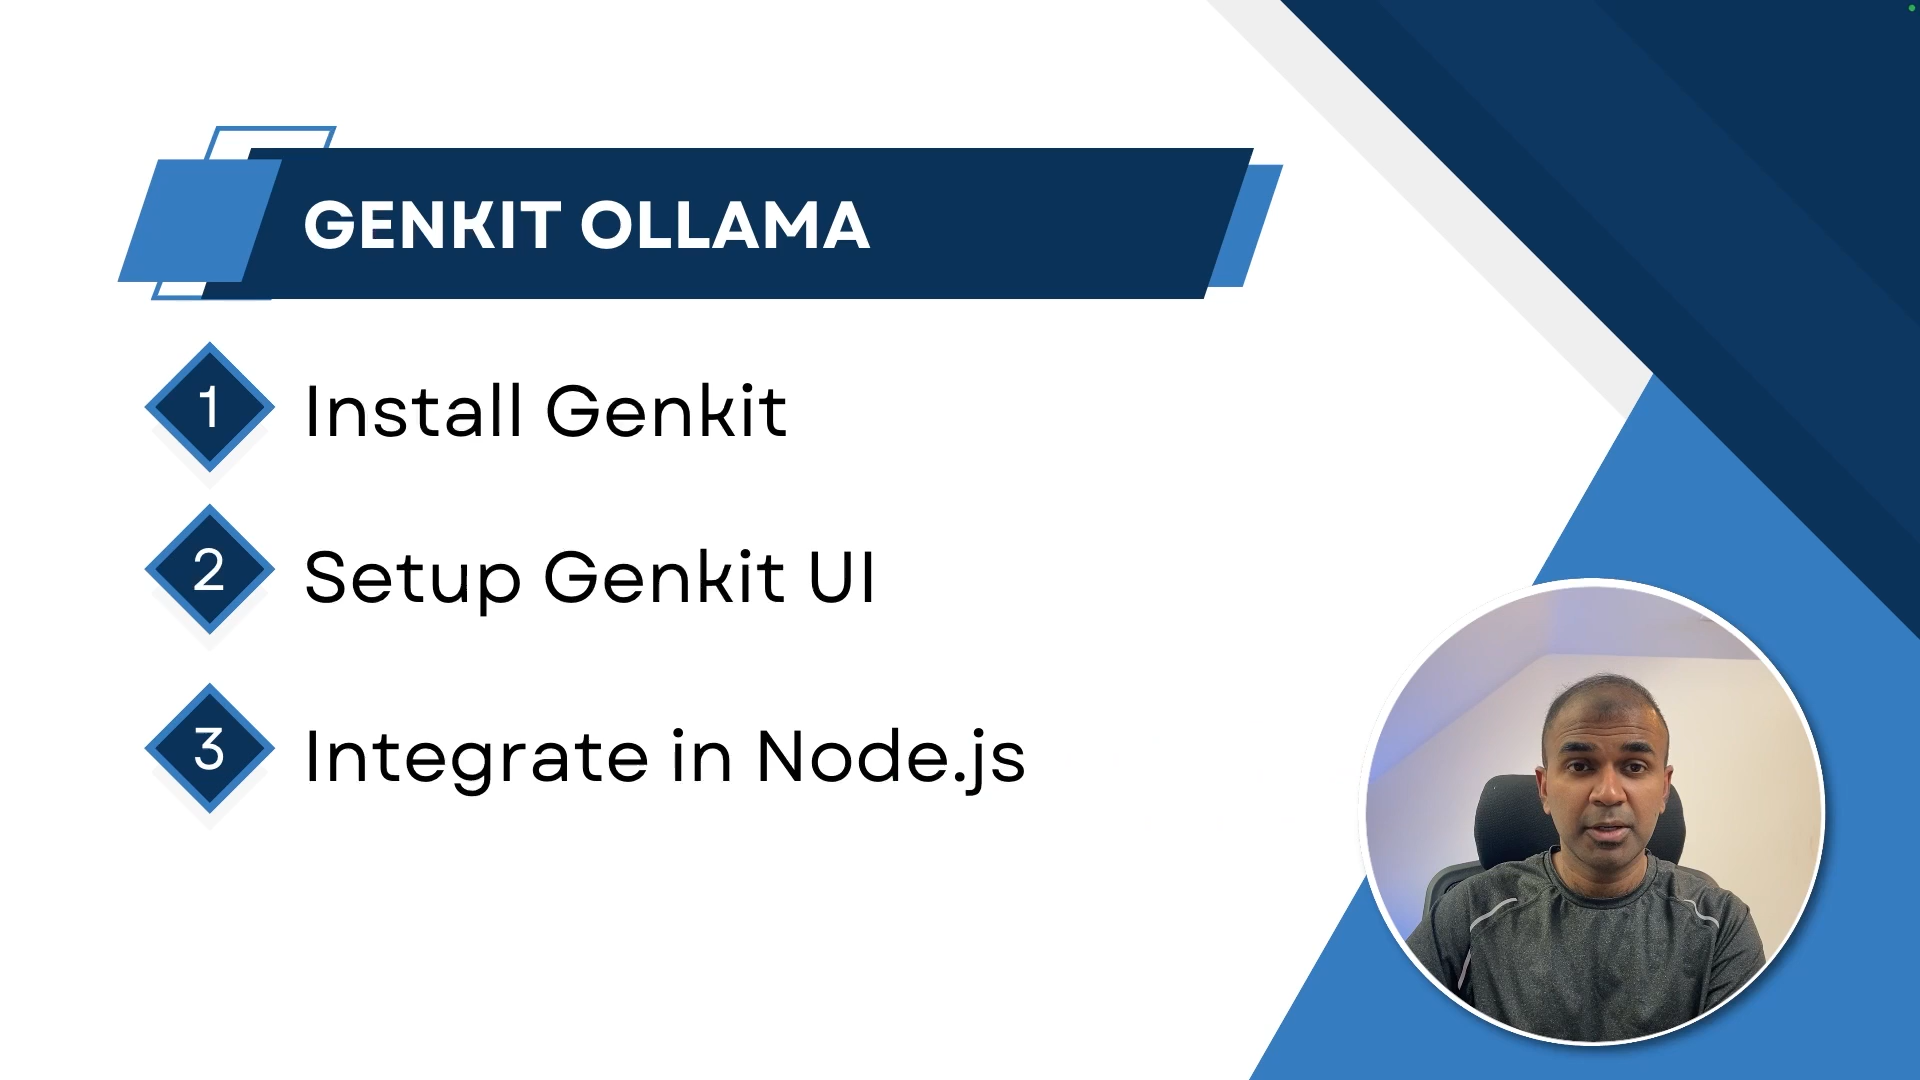 GENKIT OLLAMA
1 Install Genkit
2 Setup Genkit UI
3 Integrate in Node.js